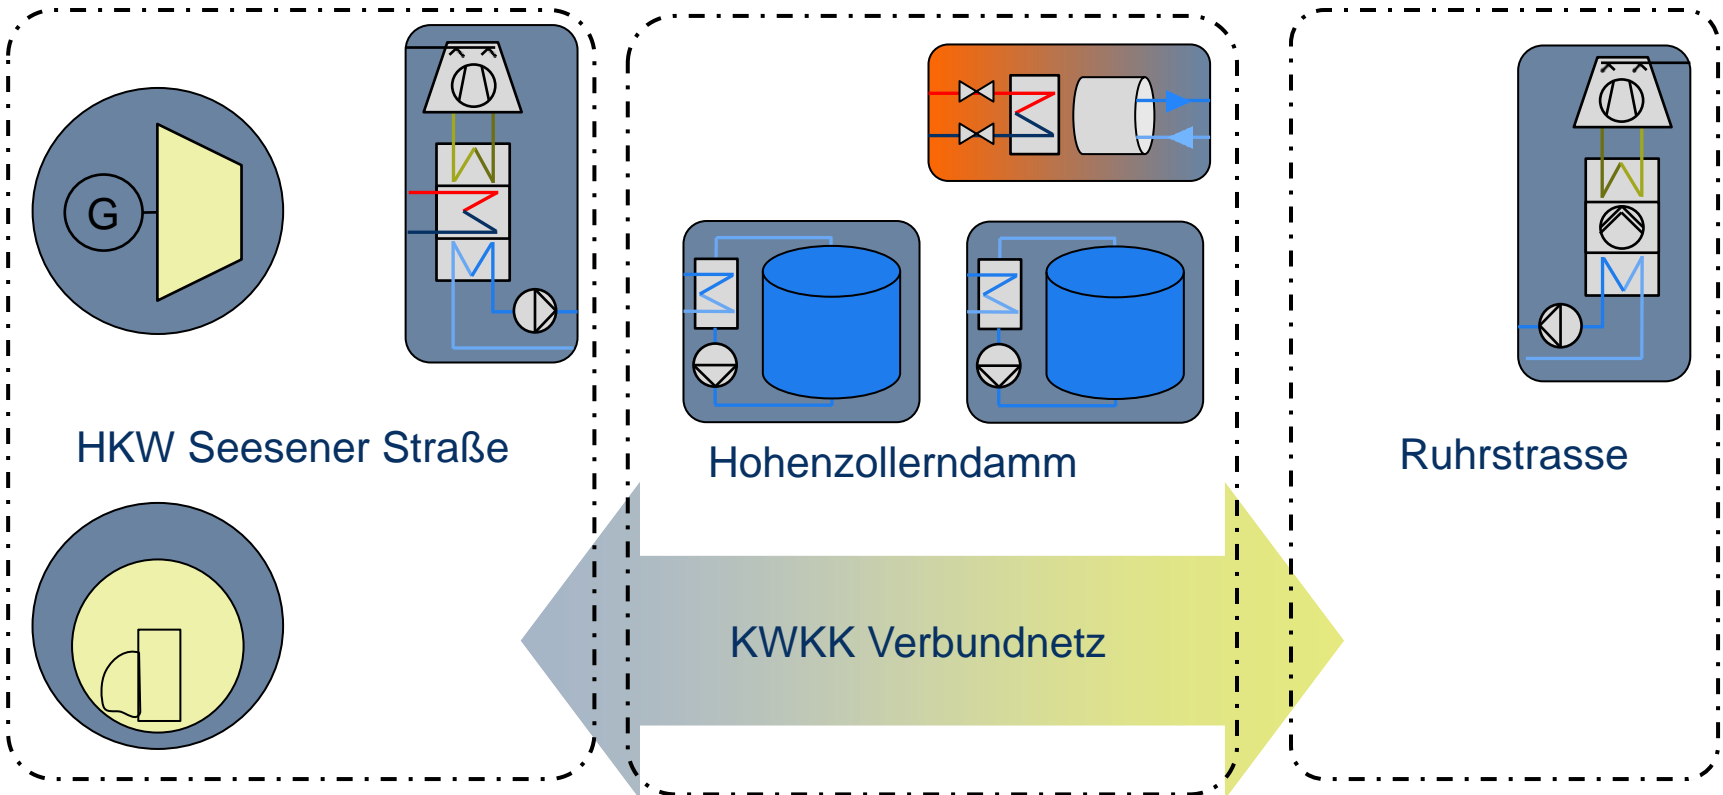 G
HKW Seesener Straße
Hohenzollerndamm
Ruhrstrasse
KWKK Verbundnetz